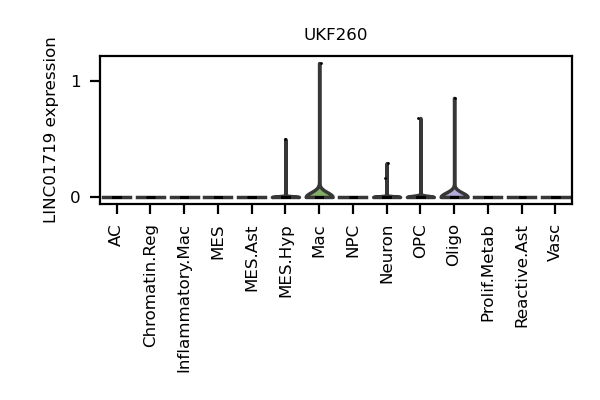 UKF260
LINC01719 expression
1
0
AC
Chromatin.Reg
Inflammatory.Mac
MES
MES.Ast
MES.Hyp
Mac
NPC
Neuron
OPC
Oligo
Prolif.Metab
Reactive.Ast
Vasc